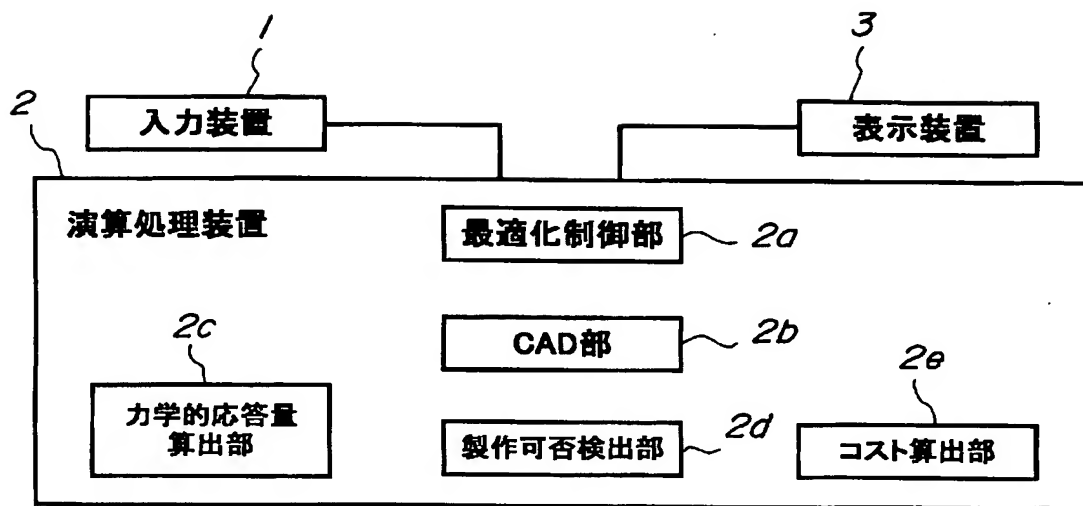 1
3
2
入力装置
表示装置
演算処理装置
最適化制御部
2a
2c
CAD部
2b
2e
力学的応答量
算出部
製作可否検出部
2d
コスト算出部